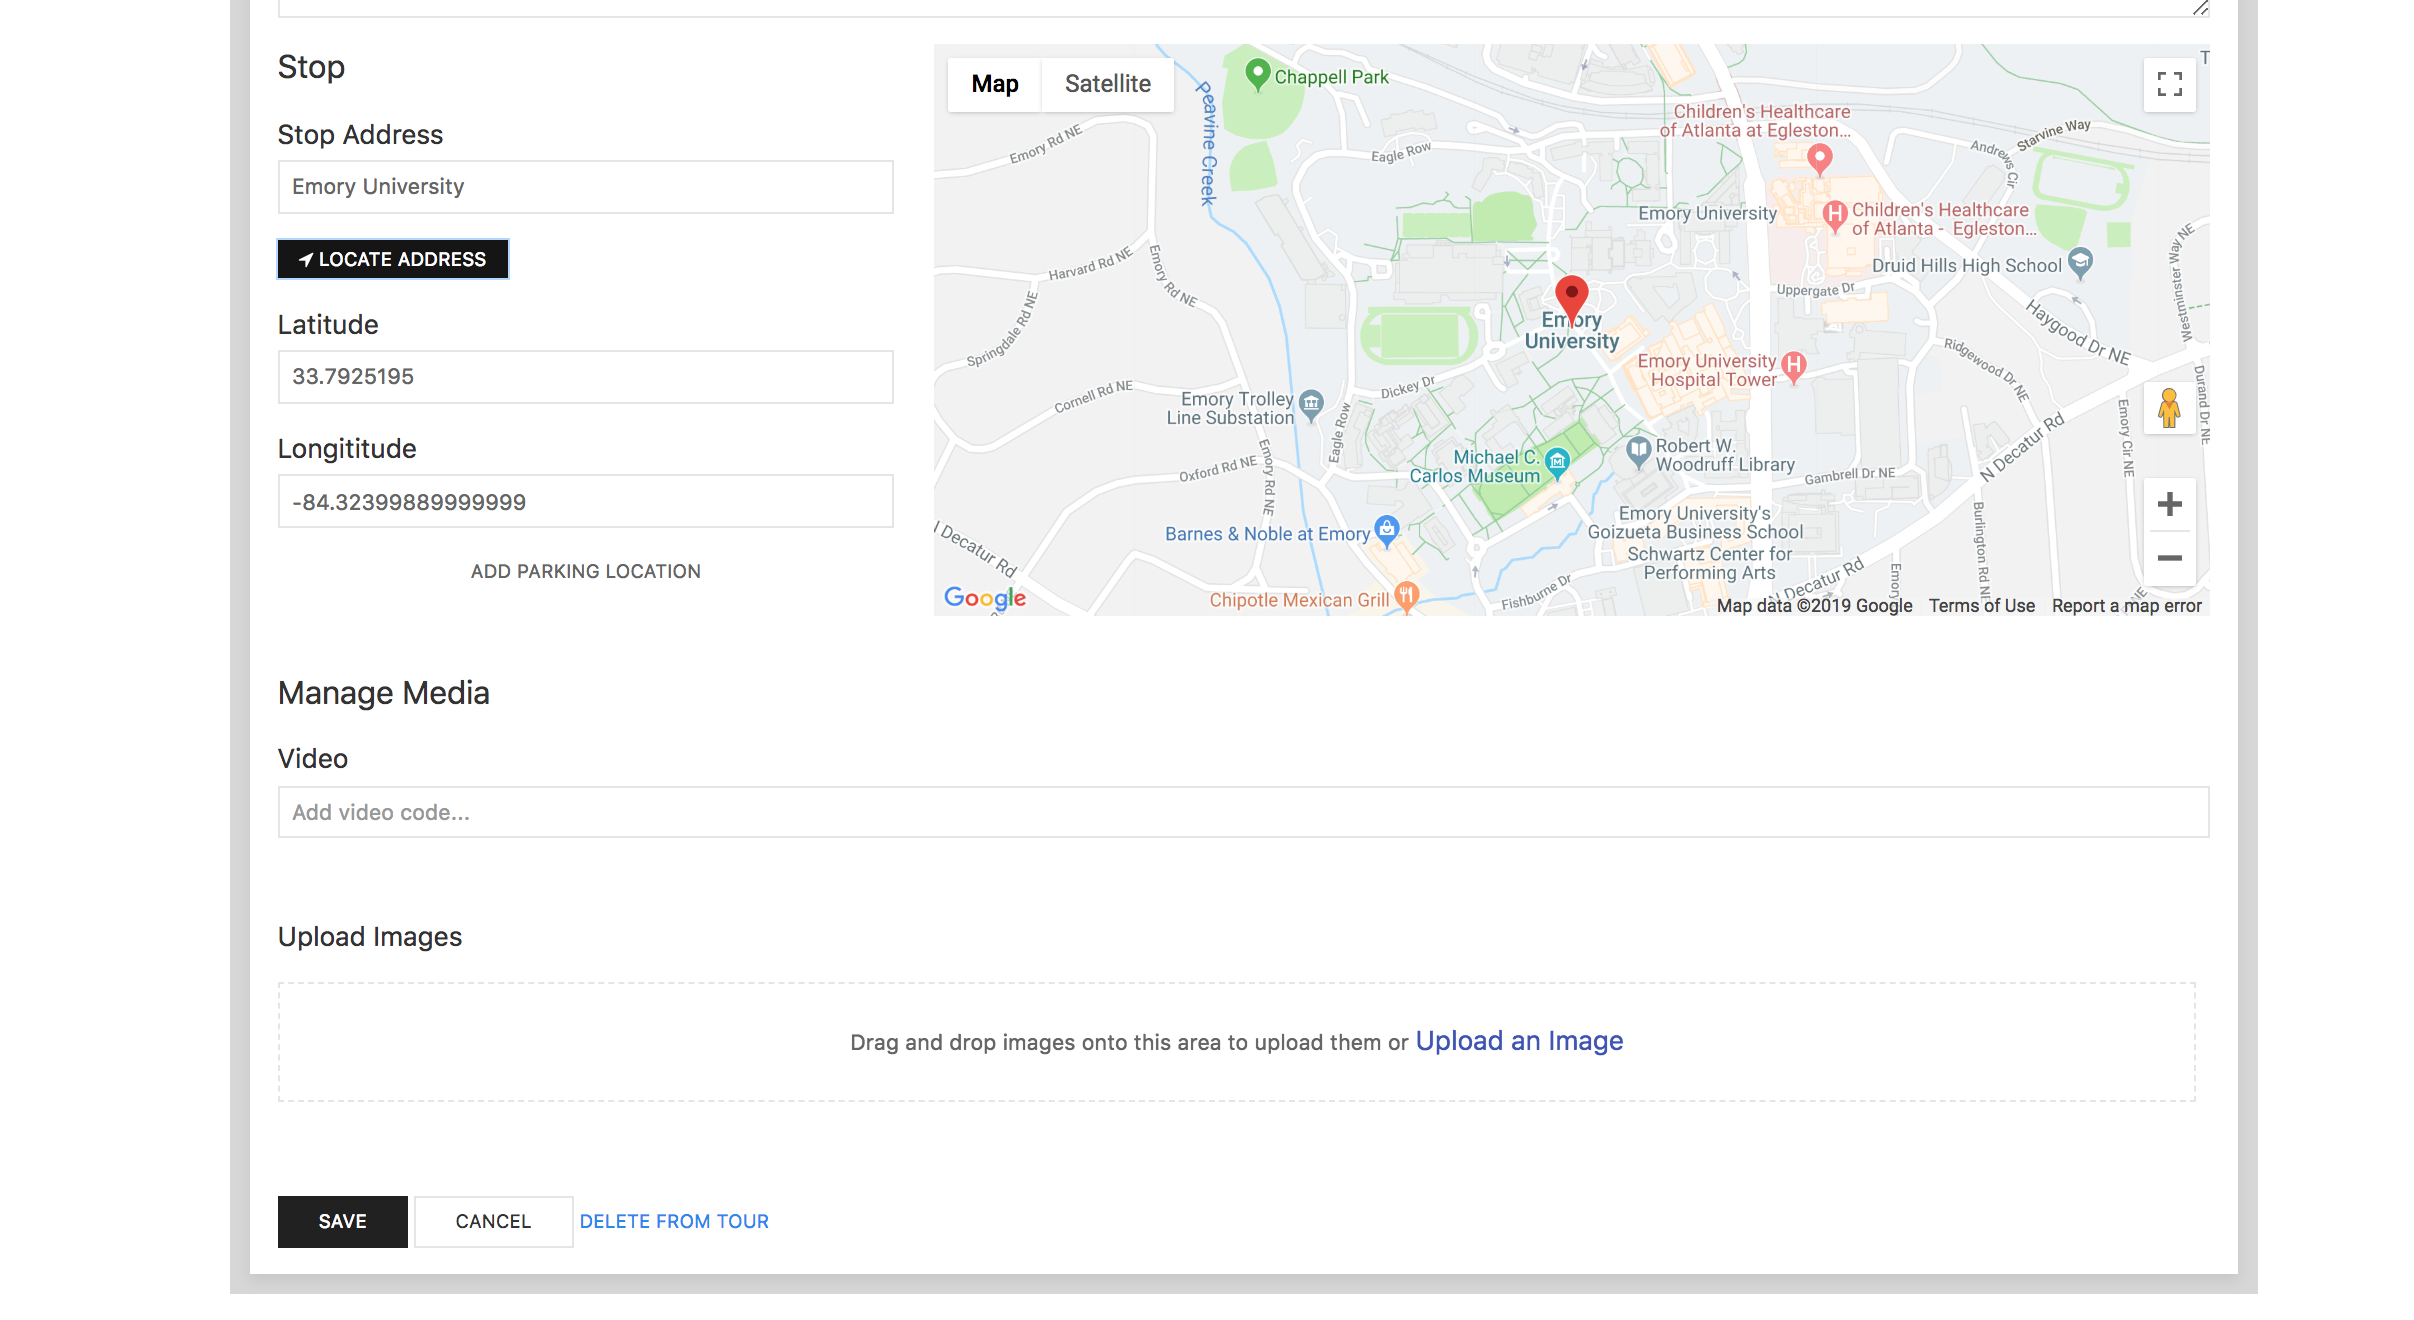 Stop
Stop Address
Emory University
LOCATE ADDRESS
Latitude
33.7925195
Longititude
-84.32399889999999
ADD PARKING LOCATION
Map
Satellite
Chappell Park
Peavine Creek
Emory Rd NE
Eagle Row
Children's Healthcare
of Atlanta at Egleston...
Starvine Way
Andrews Cir
Emory University
Children's Healthcare
of Atlanta - Egleston...
Druid Hills High School
Westminster Way NE
Harvard Rd NE
Emory Rd NE
Springdale Rd NE
Uppergate Dr
Haygood Dr NE
Emory
University
Ridgewood Dr NE
Emory University
Hospital Tower
Durand Dr NE
Cornell Rd NE
Dickey Dr
Emory Trolley
Line Substation
Eagle Row
Emory Cir NE
N Decatur Rd
Oxford Rd NE
Emory Rd NE
Michael C.
Carlos Museum
Robert W.
Woodruff Library
Gambrell Dr NE
Burlington Rd NE
Emory University's
Goizueta Business School
Schwartz Center for
Performing Arts
Barnes & Noble at Emory
N Decatur Rd
N Decatur Rd
Emory
Fishburne Dr
Chipotle Mexican Grill
NE
Google
Map data ©2019 Google
Terms of Use
Report a map error
Manage Media
Video
Add video code...
Upload Images
Drag and drop images onto this area to upload them or Upload an Image
SAVE
CANCEL
DELETE FROM TOUR